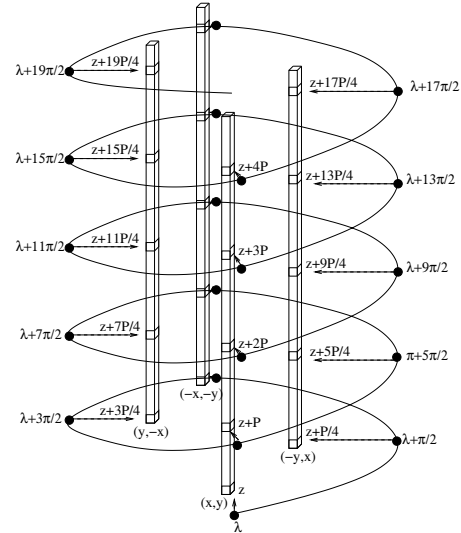 λ+19π/2
z+19P/4
z+17P/4
λ+17π/2
λ+15π/2
z+15P/4
z+4P
z+13P/4
λ+13π/2
λ+11π/2
z+11P/4
z+3P
z+9P/4
λ+9π/2
λ+7π/2
z+7P/4
z+2P
z+5P/4
π+5π/2
(−x,−y)
λ+3π/2
z+3P/4
z+P
z+P/4
λ+π/2
(y,−x)
(−y,x)
z
(x,y)
λ